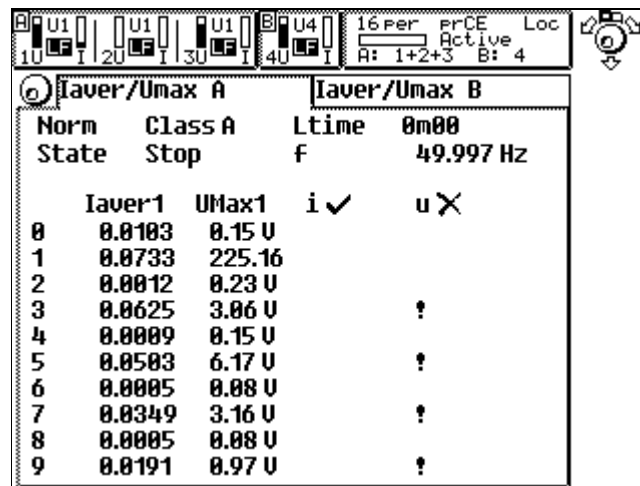 A U1 U1 U1 B U4 16 Per prCE Loc
LF LF LF LF Active
1U I 2U I 3U I 4U I A: 1+2+3 B: 4
Iaver/Umax A Iaver/Umax B
Norm Class A Ltime 0m00
State Stop f 49.997 Hz
Iaver1 UMax1 i ✓ u ✕
0 0.0103 0.15 V
1 0.0733 225.16
2 0.0012 0.23 V
3 0.0625 3.06 V !
4 0.0009 0.15 V
5 0.0503 6.17 V !
6 0.0005 0.08 V
7 0.0349 3.16 V !
8 0.0005 0.08 V
9 0.0191 0.97 V !